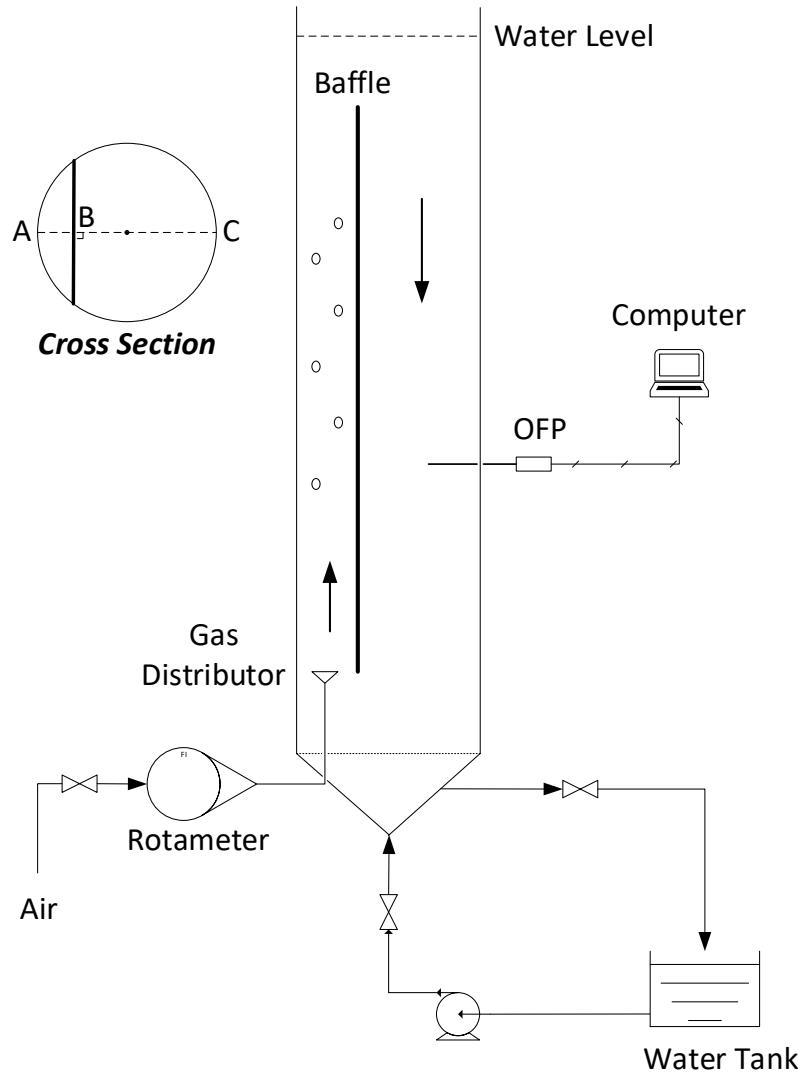 Water Level
Baffle
A
B
C
Cross Section
Computer
OFP
Gas
Distributor
FI
Rotameter
Air
Water Tank